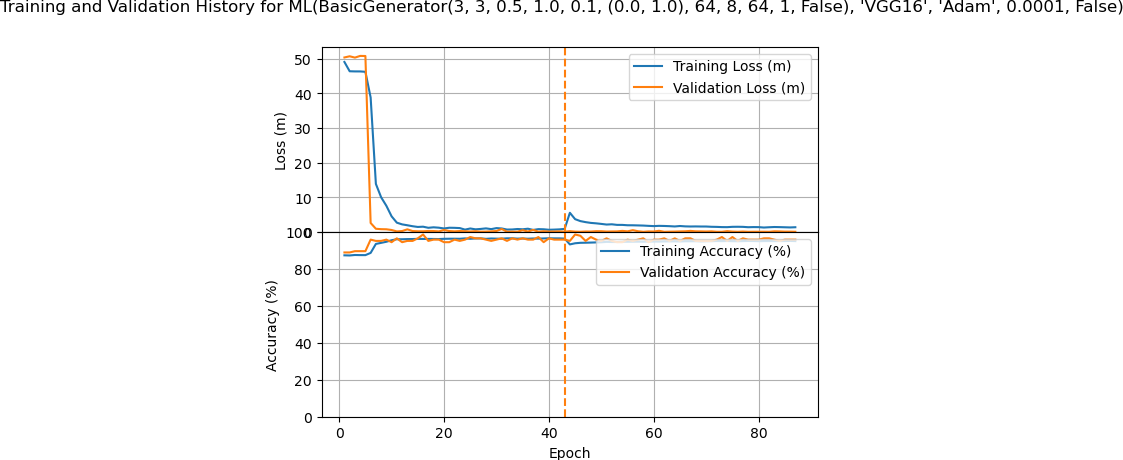 Training and Validation History for ML(BasicGenerator(3, 3, 0.5, 1.0, 0.1, (0.0, 1.0), 64, 8, 64, 1, False), 'VGG16', 'Adam', 0.0001, False)
50
40
30
20
10
0
Loss (m)
Training Loss (m)
Validation Loss (m)
100
80
60
40
20
0
Accuracy (%)
Training Accuracy (%)
Validation Accuracy (%)
0 20 40 60 80
Epoch